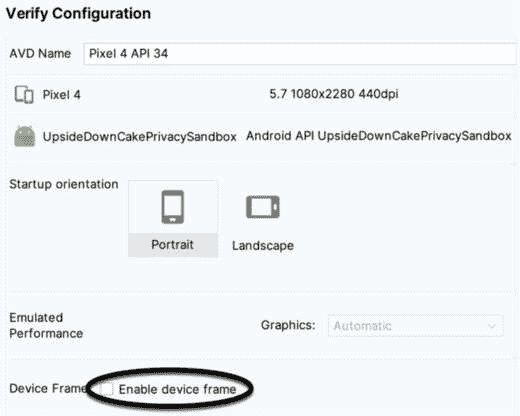 Verify Configuration
AVD Name Pixel 4 API 34
Pixel 4 5.7 1080x2280 440dpi
UpsideDownCakePrivacySandbox Android API UpsideDownCakePrivacySandbox
Startup orientation
Portrait Landscape
Emulated
Performance
Graphics: Automatic
Device Frame Enable device frame